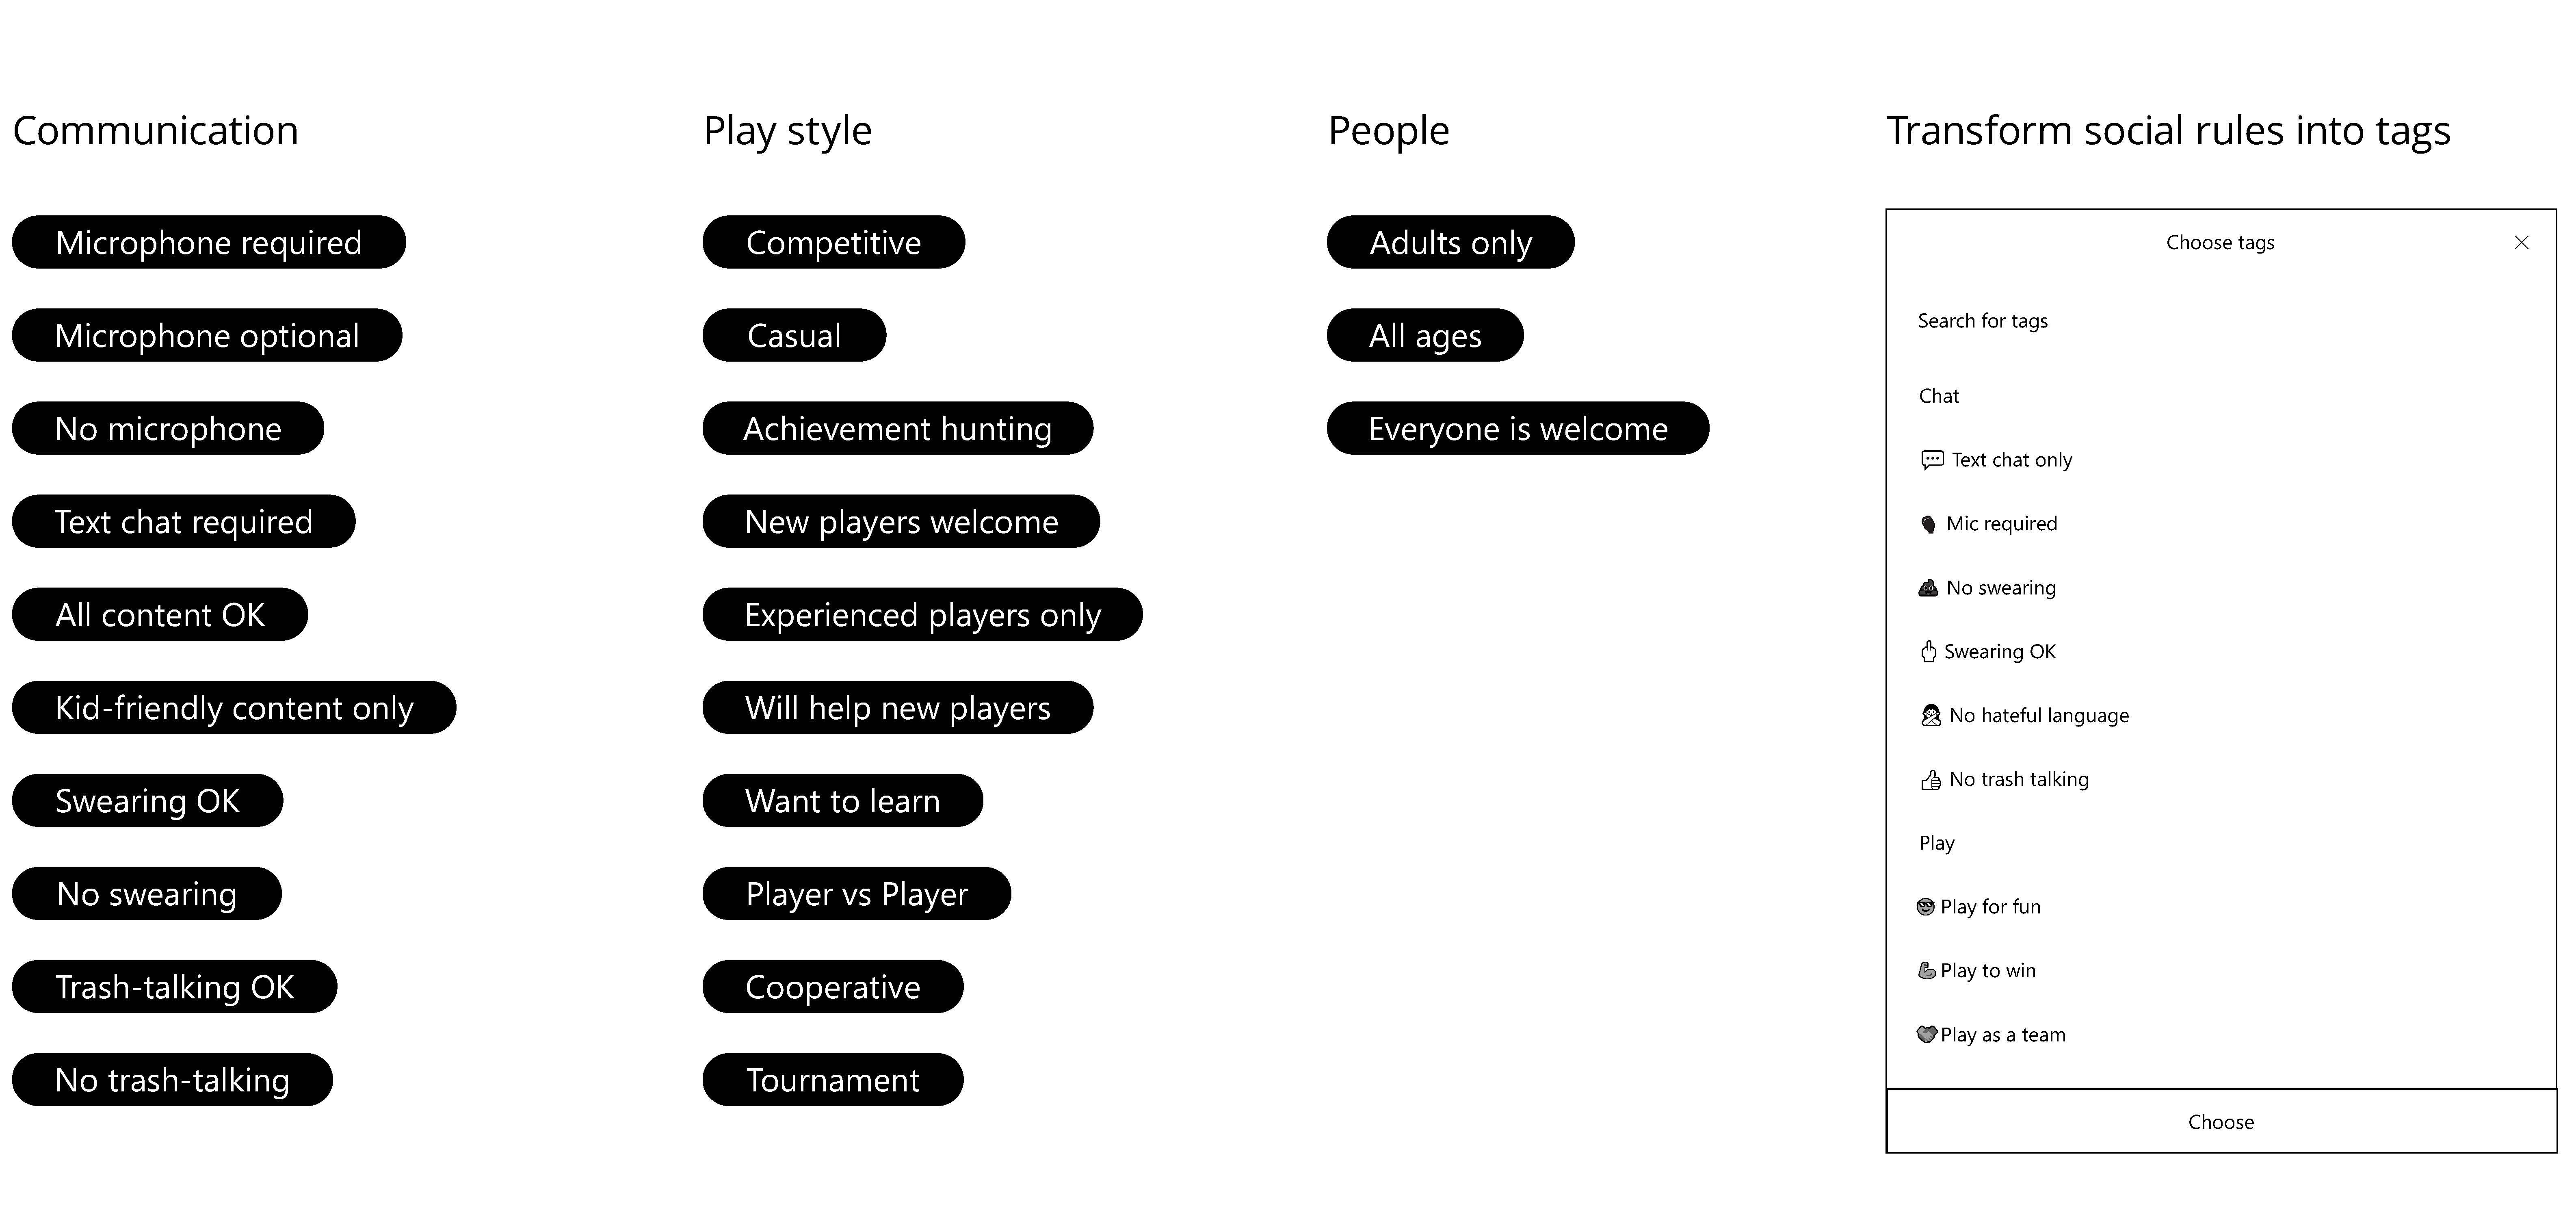 Communication
Microphone required
Microphone optional
No microphone
Text chat required
All content OK
Kid-friendly content only
Swearing OK
No swearing
Trash-talking OK
No trash-talking
Play style
Competitive
Casual
Achievement hunting
New players welcome
Experienced players only
Will help new players
Want to learn
Player vs Player
Cooperative
Tournament
People
Adults only
All ages
Everyone is welcome
Transform social rules into tags
Choose tags
Search for tags
Chat
Text chat only
Mic required
No swearing
Swearing OK
No hateful language
No trash talking
Play
Play for fun
Play to win
Play as a team
Choose